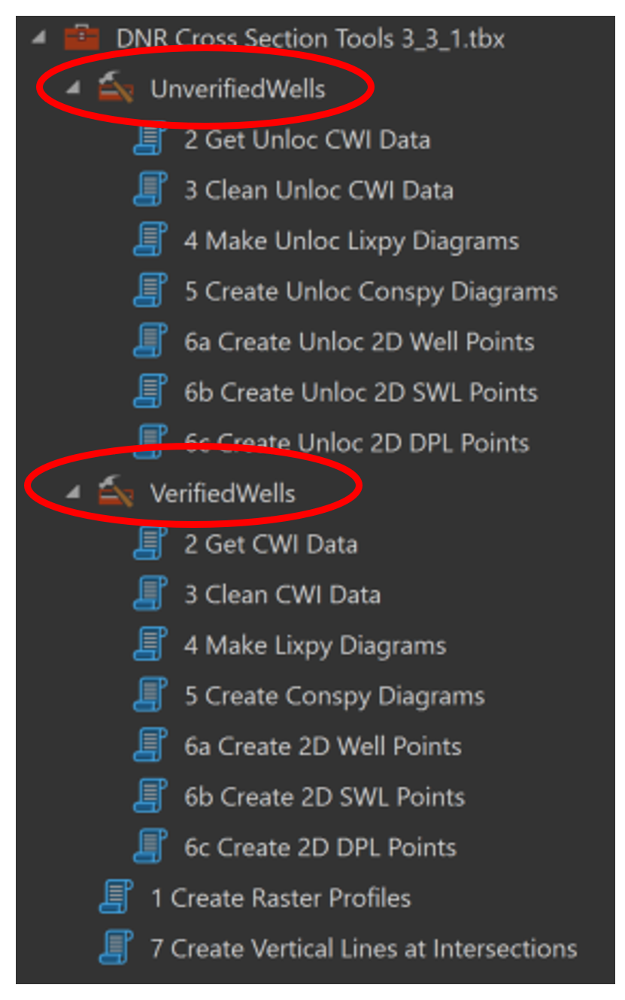 DNR Cross Section Tools 3_3_1.tbx
UnverifiedWells
2 Get Unloc CWI Data
3 Clean Unloc CWI Data
4 Make Unloc Lixpy Diagrams
5 Create Unloc Conspy Diagrams
6a Create Unloc 2D Well Points
6b Create Unloc 2D SWL Points
6c Create Unloc 2D DPL Points
VerifiedWells
2 Get CWI Data
3 Clean CWI Data
4 Make Lixpy Diagrams
5 Create Conspy Diagrams
6a Create 2D Well Points
6b Create 2D SWL Points
6c Create 2D DPL Points
1 Create Raster Profiles
7 Create Vertical Lines at Intersections